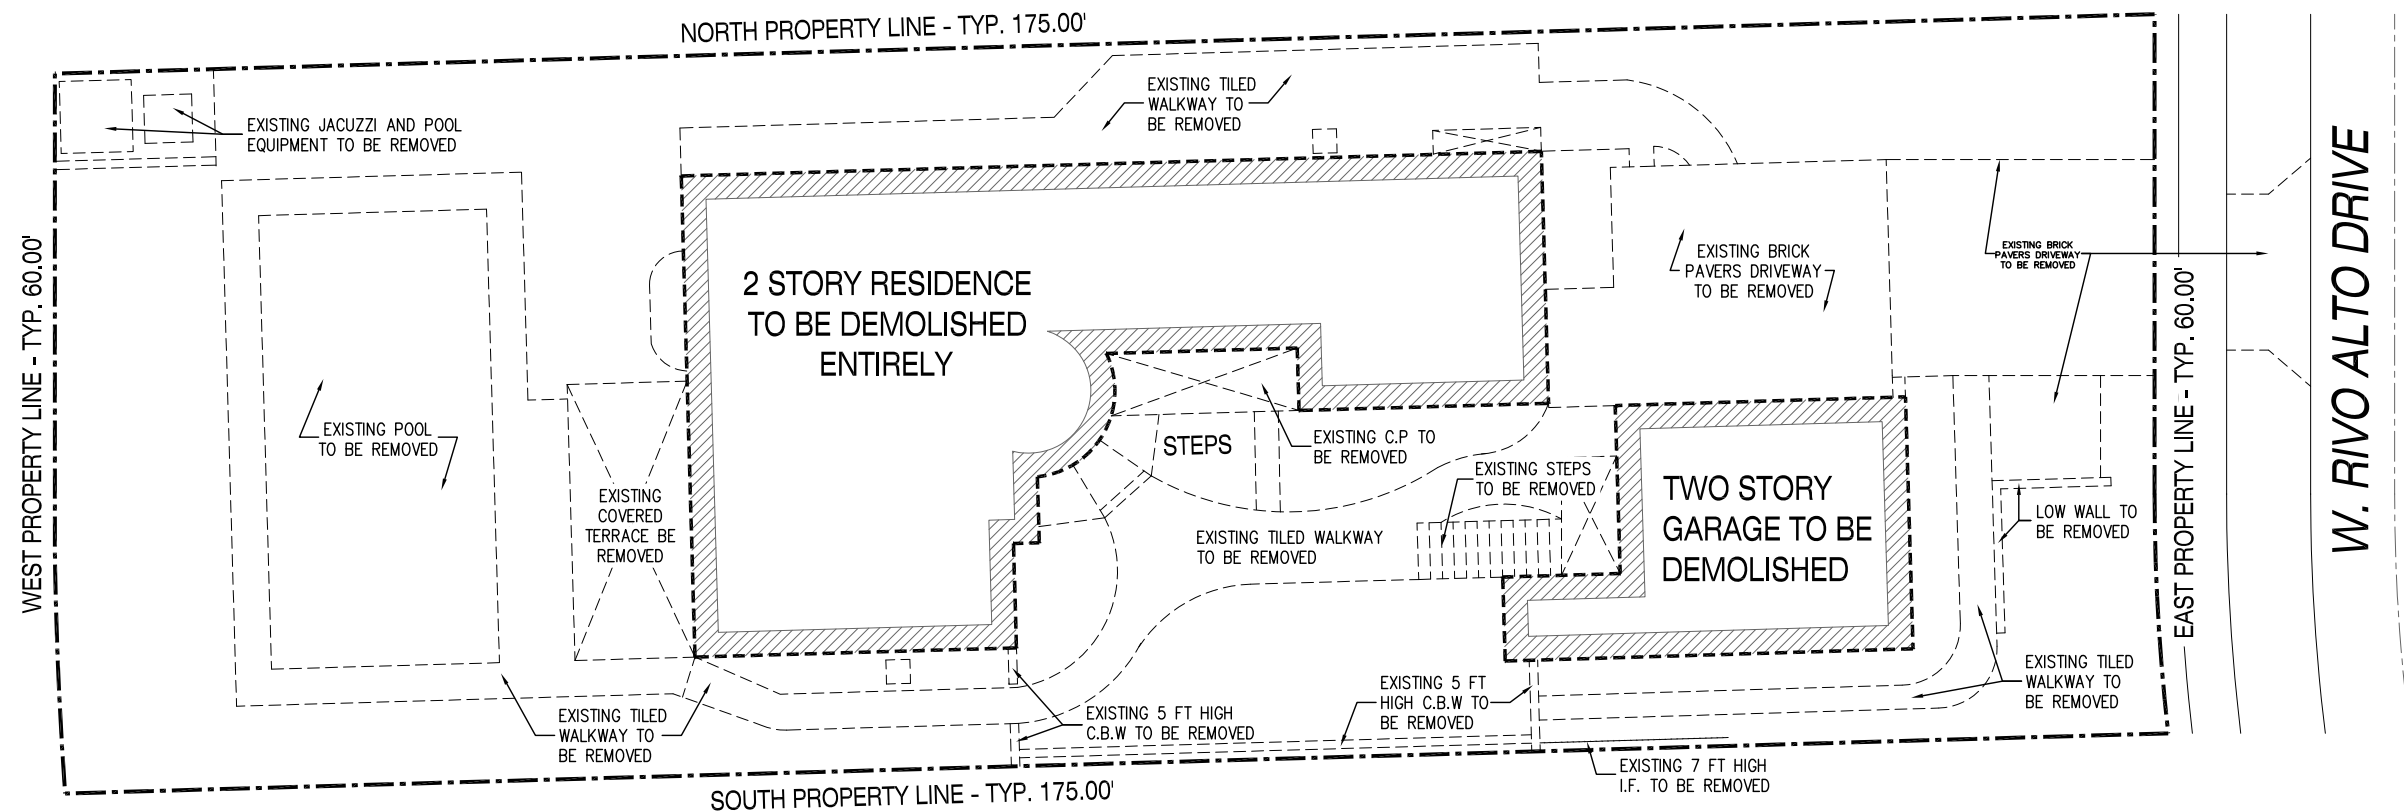 NORTH PROPERTY LINE - TYP. 175.00'
EXISTING TILED
WALKWAY TO
BE REMOVED
EXISTING JACUZZI AND POOL
EQUIPMENT TO BE REMOVED
WEST PROPERTY LINE - TYP. 60.00'
2 STORY RESIDENCE
TO BE DEMOLISHED
ENTIRELY
EXISTING BRICK
PAVERS DRIVEWAY
TO BE REMOVED
EXISTING BRICK
PAVERS DRIVEWAY
TO BE REMOVED
W. RIVO ALTO DRIVE
EAST PROPERTY LINE - TYP. 60.00'
EXISTING POOL
TO BE REMOVED
STEPS
EXISTING C.P TO
BE REMOVED
EXISTING STEPS
TO BE REMOVED
EXISTING
COVERED
TERRACE BE
REMOVED
TWO STORY
GARAGE TO BE
DEMOLISHED
LOW WALL TO
BE REMOVED
EXISTING TILED WALKWAY
TO BE REMOVED
EXISTING TILED
WALKWAY TO
BE REMOVED
EXISTING 5 FT HIGH
C.B.W TO BE REMOVED
EXISTING 5 FT
HIGH C.B.W TO
BE REMOVED
EXISTING TILED
WALKWAY TO
BE REMOVED
EXISTING 7 FT HIGH
I.F. TO BE REMOVED
SOUTH PROPERTY LINE - TYP. 175.00'